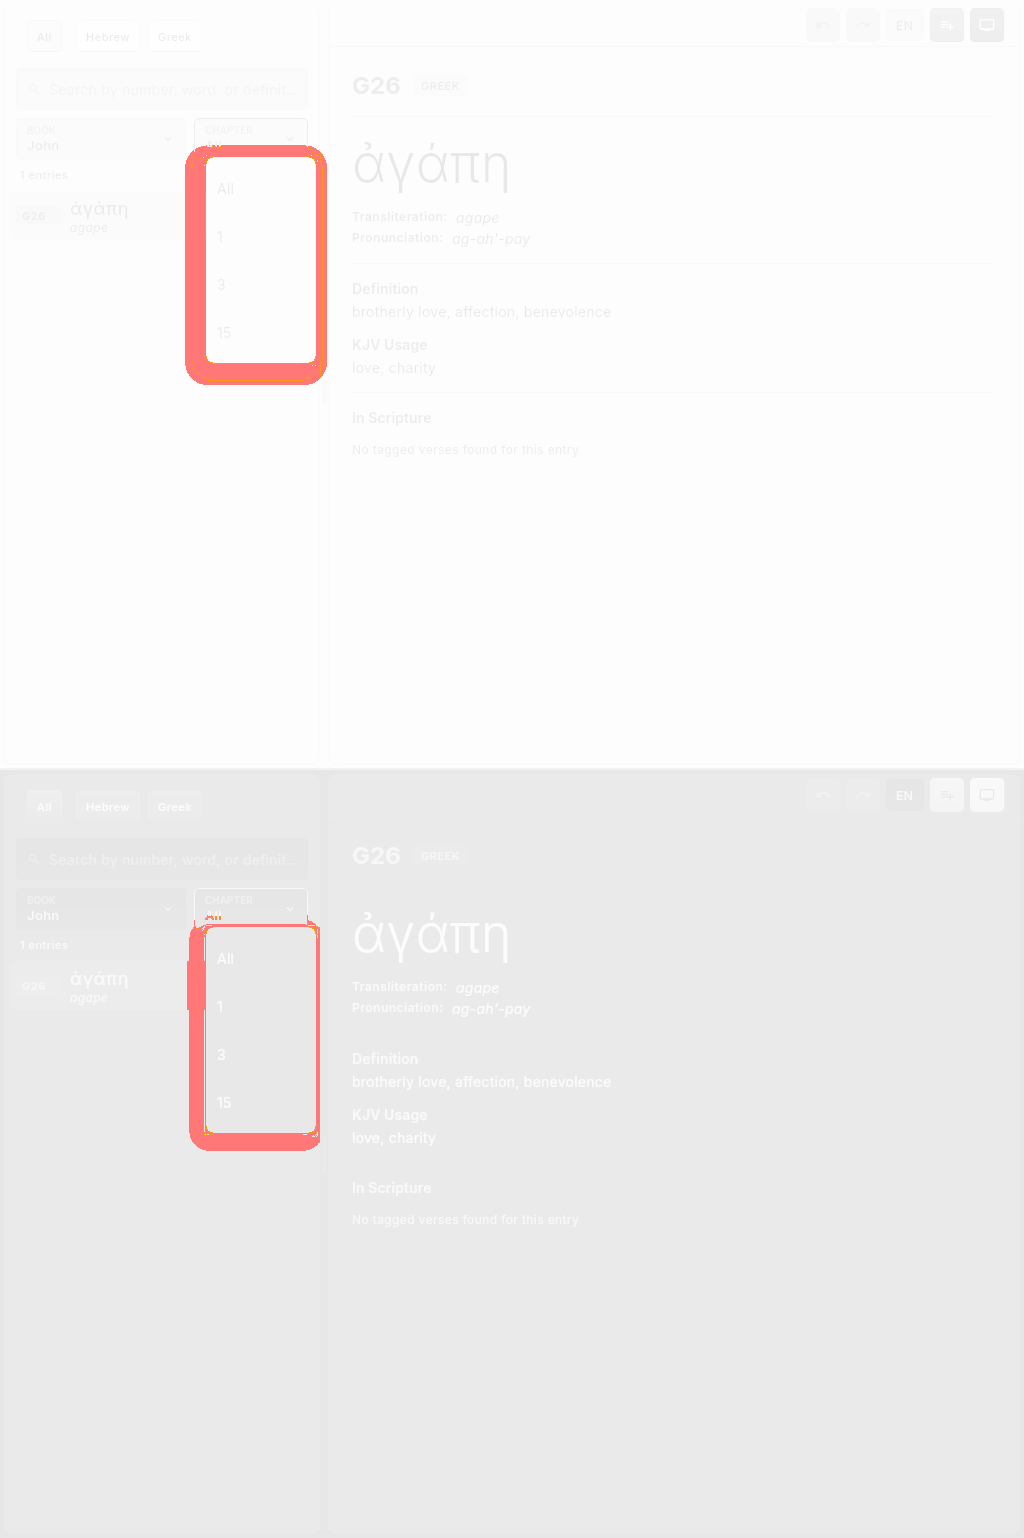 All Hebrew Greek EN
Search by number, word, or definit...
BOOK CHAPTER
John All
1 entries
G26 ἀγάπη
agape
All
1
3
15
G26 GREEK
ἀγάπη
Transliteration: agape
Pronunciation: ag-ah'-pay
Definition
brotherly love, affection, benevolence
KJV Usage
love, charity
In Scripture
No tagged verses found for this entry
All Hebrew Greek EN
Search by number, word, or definit...
BOOK CHAPTER
John All
1 entries
G26 ἀγάπη
agape
All
1
3
15
G26 GREEK
ἀγάπη
Transliteration: agape
Pronunciation: ag-ah'-pay
Definition
brotherly love, affection, benevolence
KJV Usage
love, charity
In Scripture
No tagged verses found for this entry